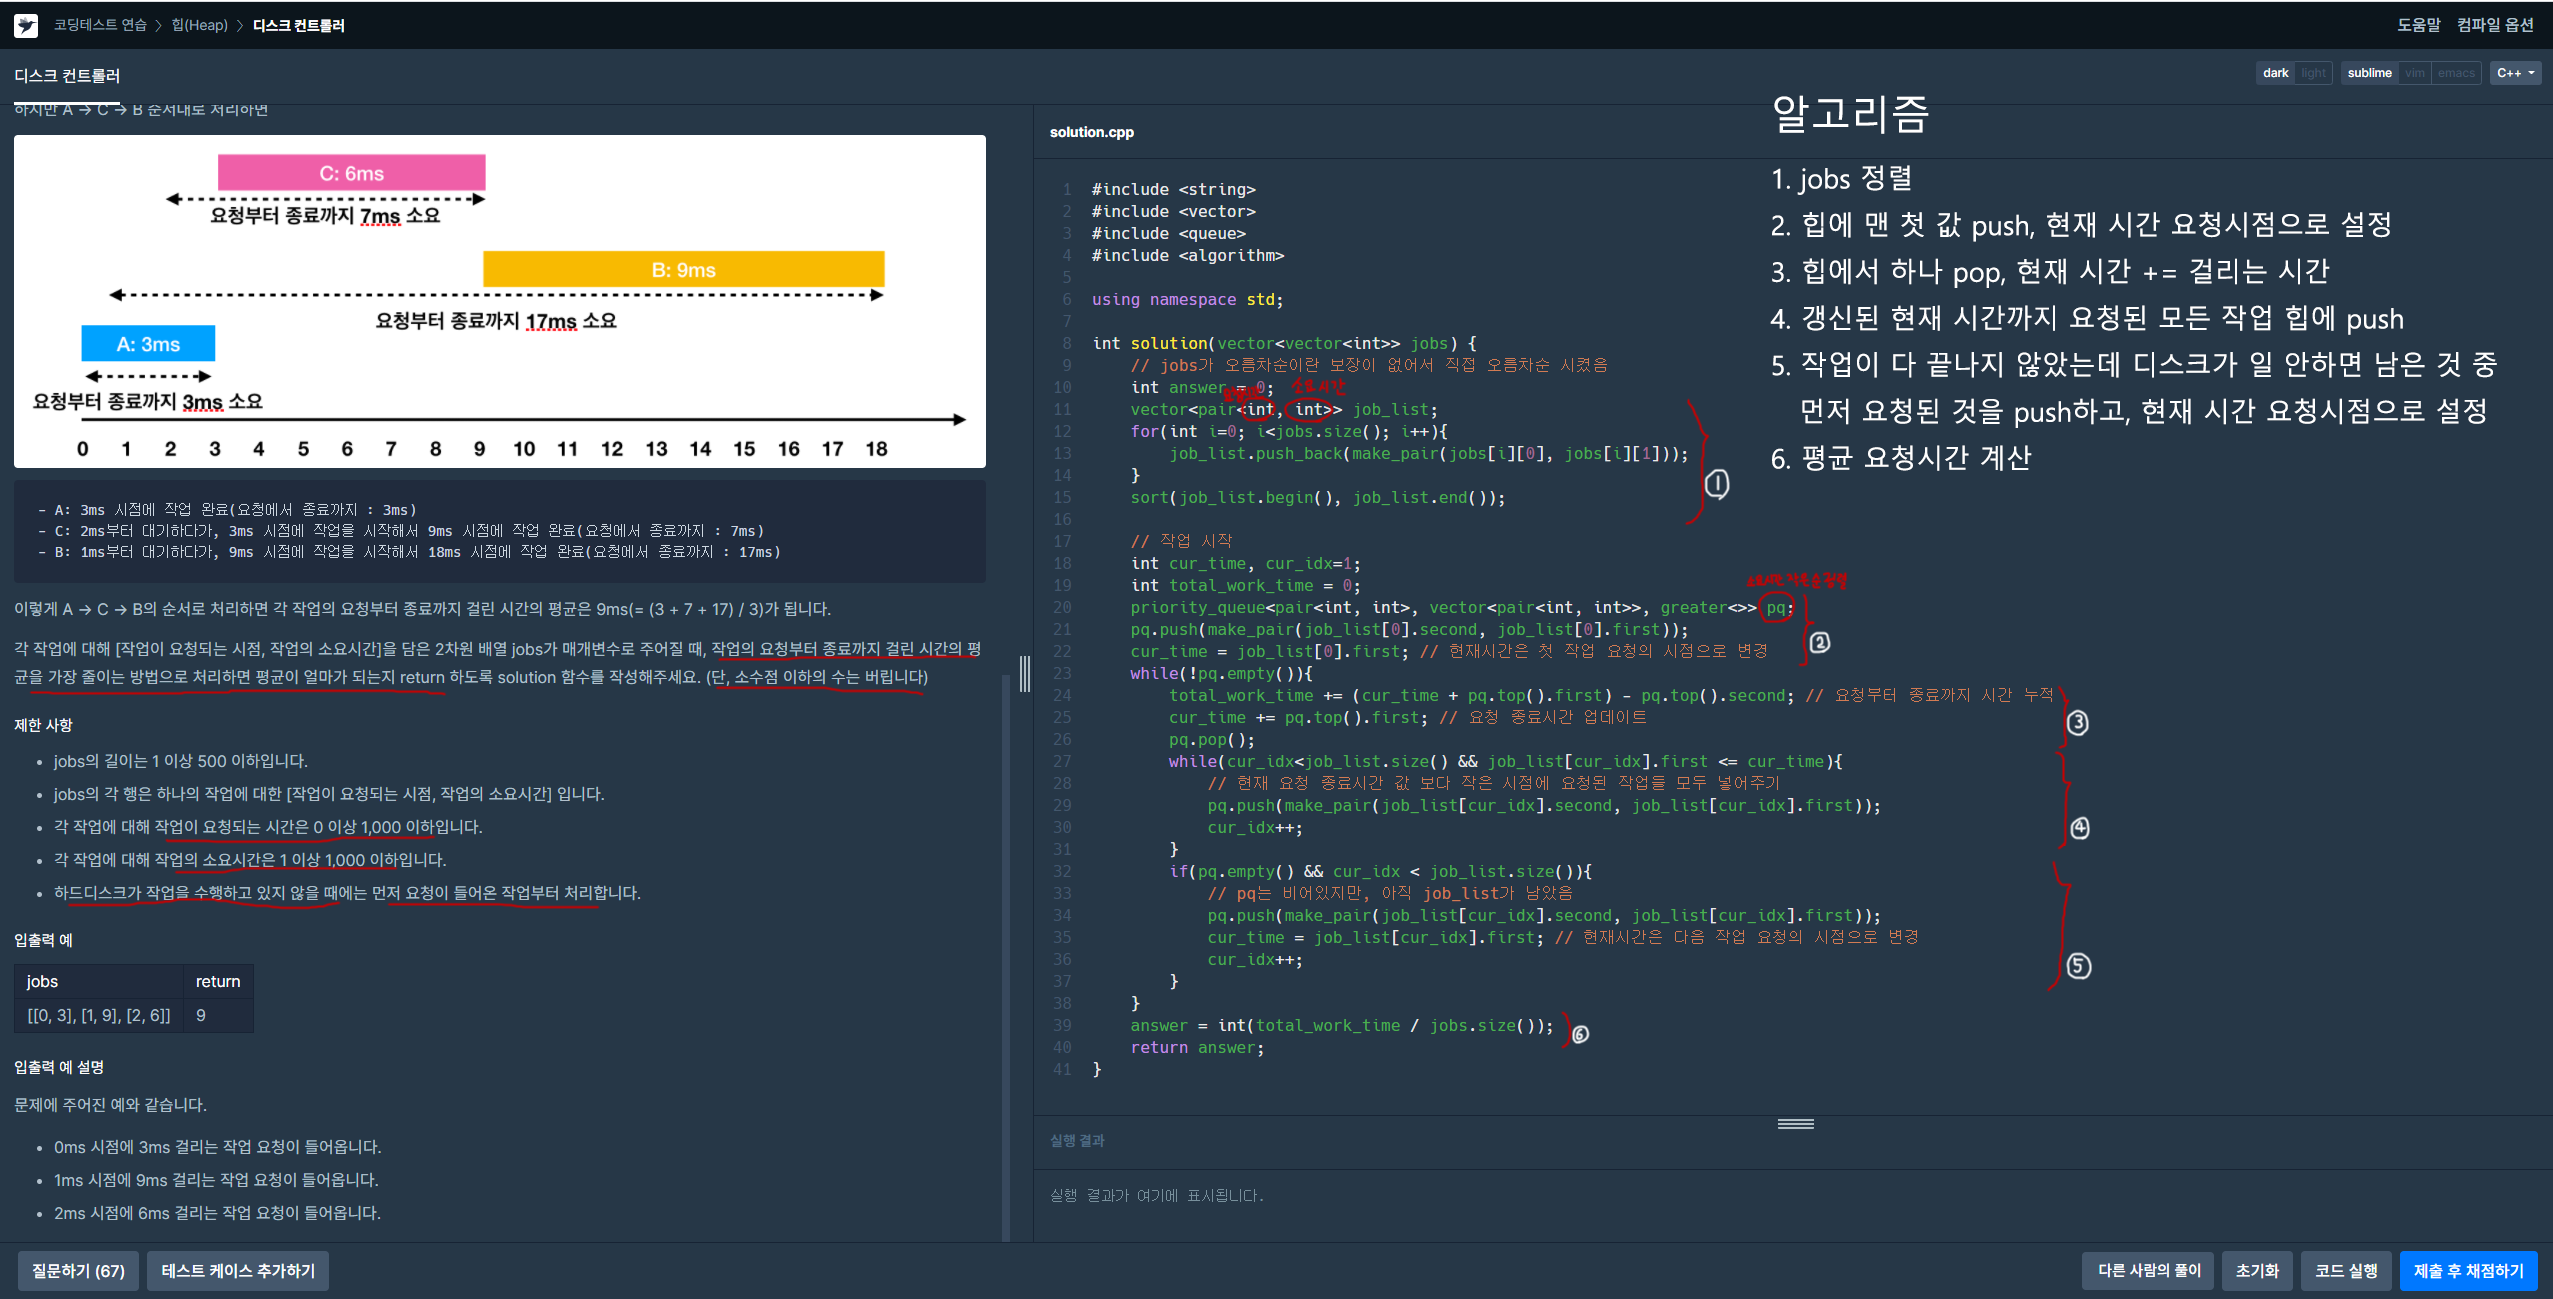 코딩테스트 연습 > 힙(Heap) > 디스크 컨트롤러
도움말 컴파일 옵션
디스크 컨트롤러
dark light sublime vim emacs C++
하지만 A → C → B 순서대로 처리하면
C: 6ms
요청부터 종료까지 7ms 소요
B: 9ms
요청부터 종료까지 17ms 소요
A: 3ms
요청부터 종료까지 3ms 소요
0 1 2 3 4 5 6 7 8 9 10 11 12 13 14 15 16 17 18
- A: 3ms 시점에 작업 완료(요청에서 종료까지 : 3ms)
- C: 2ms부터 대기하다가, 3ms 시점에 작업을 시작해서 9ms 시점에 작업 완료(요청에서 종료까지 : 7ms)
- B: 1ms부터 대기하다가, 9ms 시점에 작업을 시작해서 18ms 시점에 작업 완료(요청에서 종료까지 : 17ms)
이렇게 A → C → B의 순서로 처리하면 각 작업의 요청부터 종료까지 걸린 시간의 평균은 9ms(= (3 + 7 + 17) / 3)가 됩니다.
각 작업에 대해 [작업이 요청되는 시점, 작업의 소요시간]을 담은 2차원 배열 jobs가 매개변수로 주어질 때, 작업의 요청부터 종료까지 걸린 시간의 평
균을 가장 줄이는 방법으로 처리하면 평균이 얼마가 되는지 return 하도록 solution 함수를 작성해주세요. (단, 소수점 이하의 수는 버립니다)
제한 사항
• jobs의 길이는 1 이상 500 이하입니다.
• jobs의 각 행은 하나의 작업에 대한 [작업이 요청되는 시점, 작업의 소요시간] 입니다.
• 각 작업에 대해 작업이 요청되는 시간은 0 이상 1,000 이하입니다.
• 각 작업에 대해 작업의 소요시간은 1 이상 1,000 이하입니다.
• 하드디스크가 작업을 수행하고 있지 않을 때에는 먼저 요청이 들어온 작업부터 처리합니다.
입출력 예
jobs return
[[0, 3], [1, 9], [2, 6]] 9
입출력 예 설명
문제에 주어진 예와 같습니다.
• 0ms 시점에 3ms 걸리는 작업 요청이 들어옵니다.
• 1ms 시점에 9ms 걸리는 작업 요청이 들어옵니다.
• 2ms 시점에 6ms 걸리는 작업 요청이 들어옵니다.
solution.cpp
1 #include <string>
2 #include <vector>
3 #include <queue>
4 #include <algorithm>
5
6 using namespace std;
7
8 int solution(vector<vector<int>> jobs) {
9 // jobs가 오름차순이란 보장이 없어서 직접 오름차순 시켰음
10 int answer = 0;
소요시간
11 vector<pair<int, int>> job_list;
12 for(int i=0; i<jobs.size(); i++){
13 job_list.push_back(make_pair(jobs[i][0], jobs[i][1]));
14 }
①
15 sort(job_list.begin(), job_list.end());
16
17 // 작업 시작
18 int cur_time, cur_idx=1;
19 int total_work_time = 0;
소요시간 작은순 정렬
20 priority_queue<pair<int, int>, vector<pair<int, int>>, greater<>> pq;
21 pq.push(make_pair(job_list[0].second, job_list[0].first));
②
22 cur_time = job_list[0].first; // 현재시간은 첫 작업 요청의 시점으로 변경
23 while(!pq.empty()){
24 total_work_time += (cur_time + pq.top().first) - pq.top().second; // 요청부터 종료까지 시간 누적
25 cur_time += pq.top().first; // 요청 종료시간 업데이트
③
26 pq.pop();
27 while(cur_idx<job_list.size() && job_list[cur_idx].first <= cur_time){
28 // 현재 요청 종료시간 값 보다 작은 시점에 요청된 작업들 모두 넣어주기
29 pq.push(make_pair(job_list[cur_idx].second, job_list[cur_idx].first));
30 cur_idx++;
④
31 }
32 if(pq.empty() && cur_idx < job_list.size()){
33 // pq는 비어있지만, 아직 job_list가 남았음
34 pq.push(make_pair(job_list[cur_idx].second, job_list[cur_idx].first));
35 cur_time = job_list[cur_idx].first; // 현재시간은 다음 작업 요청의 시점으로 변경
36 cur_idx++;
⑤
37 }
38 }
39 answer = int(total_work_time / jobs.size());
⑥
40 return answer;
41 }
알고리즘
1. jobs 정렬
2. 힙에 맨 첫 값 push, 현재 시간 요청시점으로 설정
3. 힙에서 하나 pop, 현재 시간 += 걸리는 시간
4. 갱신된 현재 시간까지 요청된 모든 작업 힙에 push
5. 작업이 다 끝나지 않았는데 디스크가 일 안하면 남은 것 중
먼저 요청된 것을 push하고, 현재 시간 요청시점으로 설정
6. 평균 요청시간 계산
실행 결과
실행 결과가 여기에 표시됩니다.
질문하기 (67) 테스트 케이스 추가하기
다른 사람의 풀이 초기화 코드 실행 제출 후 채점하기